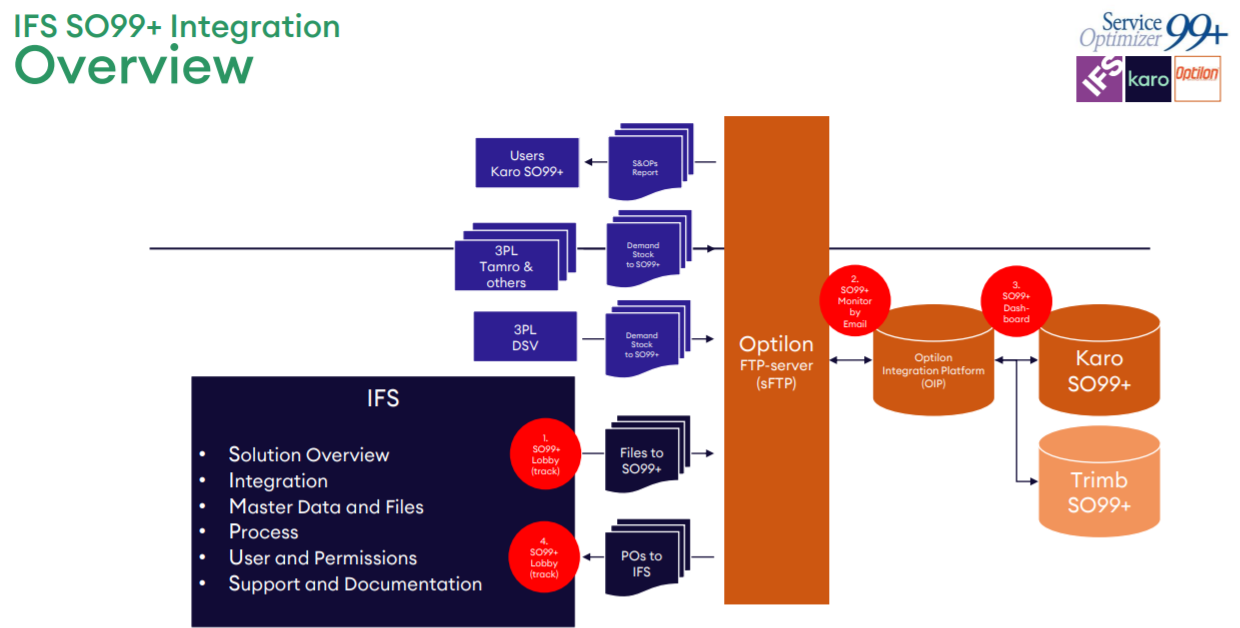 IFS SO99+ Integration
Overview
Service
Optimizer 99+
IFS
karo
Optilon
Users
Karo SO99+
S&OPs
Report
3PL
Tamro &
others
Demand
Stock
to SO99+
3PL
DSV
Demand
Stock
to SO99+
IFS
• Solution Overview
• Integration
• Master Data and Files
• Process
• User and Permissions
• Support and Documentation
1.
SO99+
Lobby
(track)
Files to
SO99+
4.
SO99+
Lobby
(track)
POs to
IFS
Optilon
FTP-server
(sFTP)
2.
SO99+
Monitor
by
Email
Optilon
Integration Platform
(OIP)
3.
SO99+
Dash-
board
Karo
SO99+
Trimb
SO99+